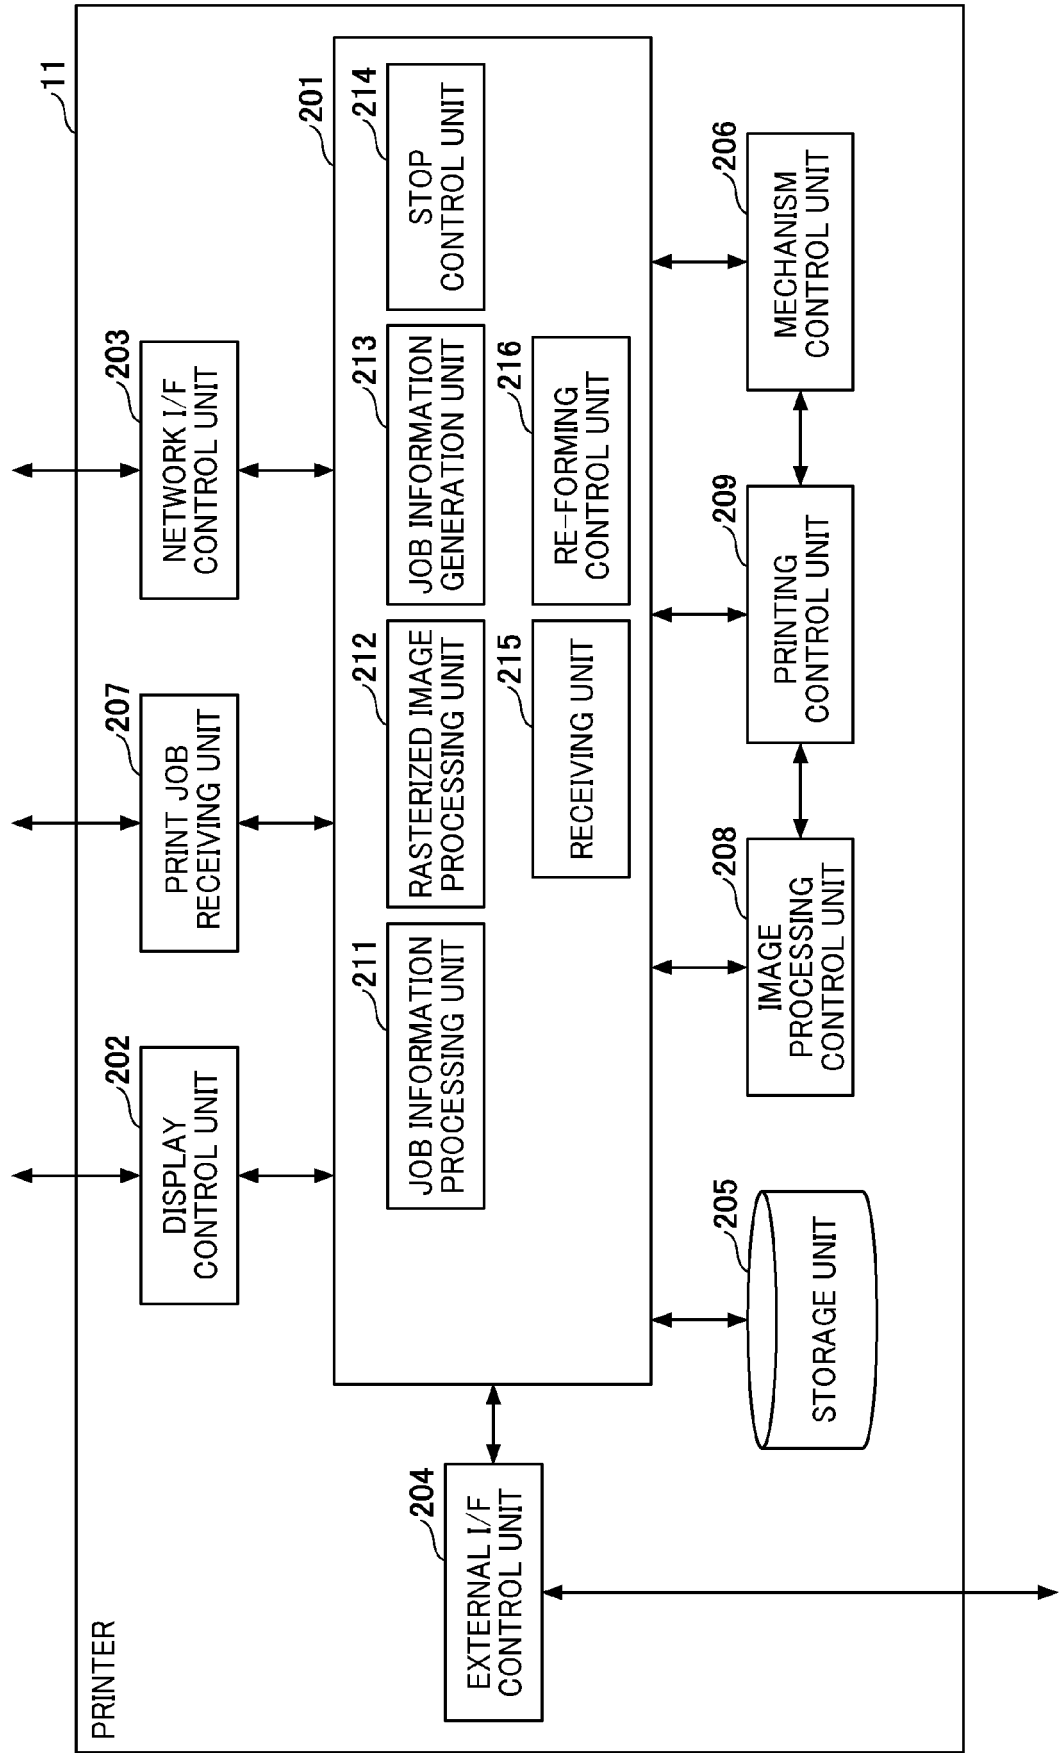 PRINTER
11
202
DISPLAY
CONTROL UNIT
207
PRINT JOB
RECEIVING UNIT
203
NETWORK I/F
CONTROL UNIT
201
204
EXTERNAL I/F
CONTROL UNIT
211
JOB INFORMATION
PROCESSING UNIT
212
RASTERIZED IMAGE
PROCESSING UNIT
213
JOB INFORMATION
GENERATION UNIT
214
STOP
CONTROL UNIT
215
RECEIVING UNIT
216
RE-FORMING
CONTROL UNIT
205
STORAGE UNIT
208
IMAGE
PROCESSING
CONTROL UNIT
209
PRINTING
CONTROL UNIT
206
MECHANISM
CONTROL UNIT